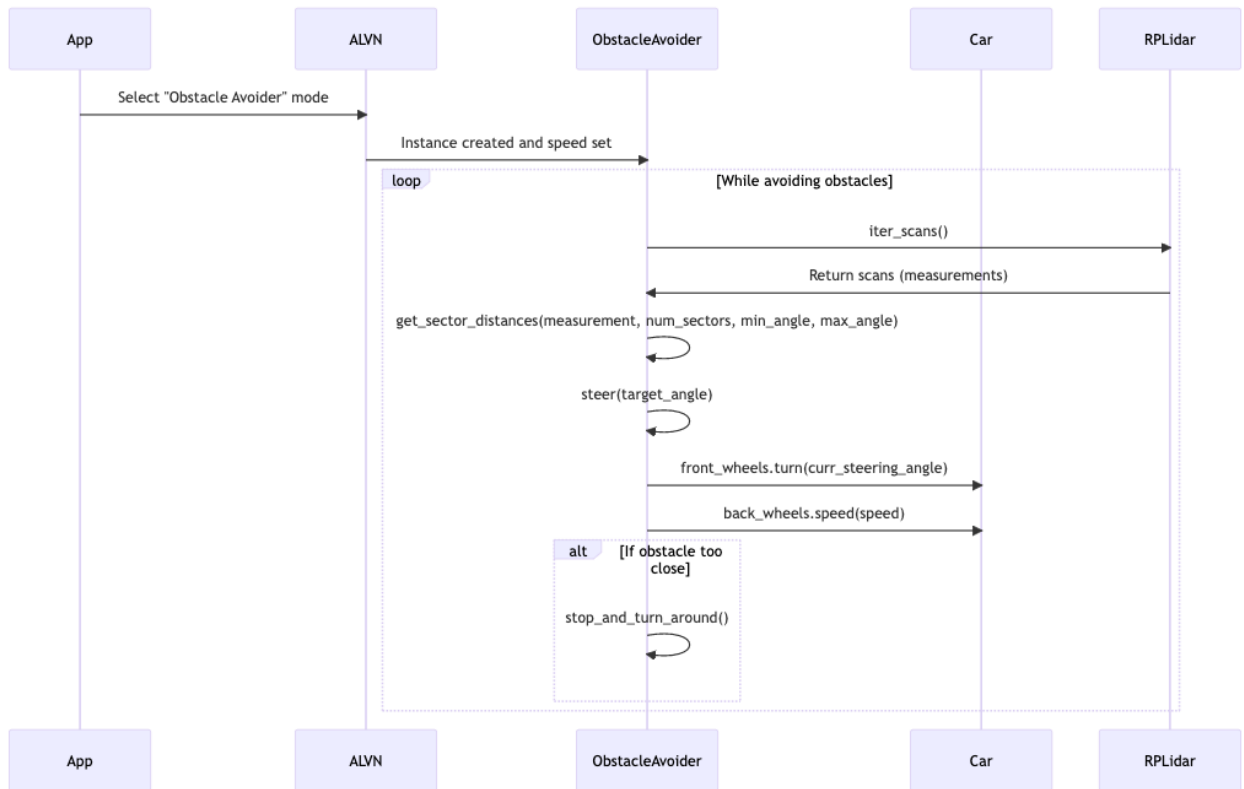 App
ALVN
ObstacleAvoider
Car
RPLidar
Select "Obstacle Avoider" mode
Instance created and speed set
loop
[While avoiding obstacles]
iter_scans()
Return scans (measurements)
get_sector_distances(measurement, num_sectors, min_angle, max_angle)
steer(target_angle)
front_wheels.turn(curr_steering_angle)
back_wheels.speed(speed)
alt
[If obstacle too
close]
stop_and_turn_around()
App
ALVN
ObstacleAvoider
Car
RPLidar